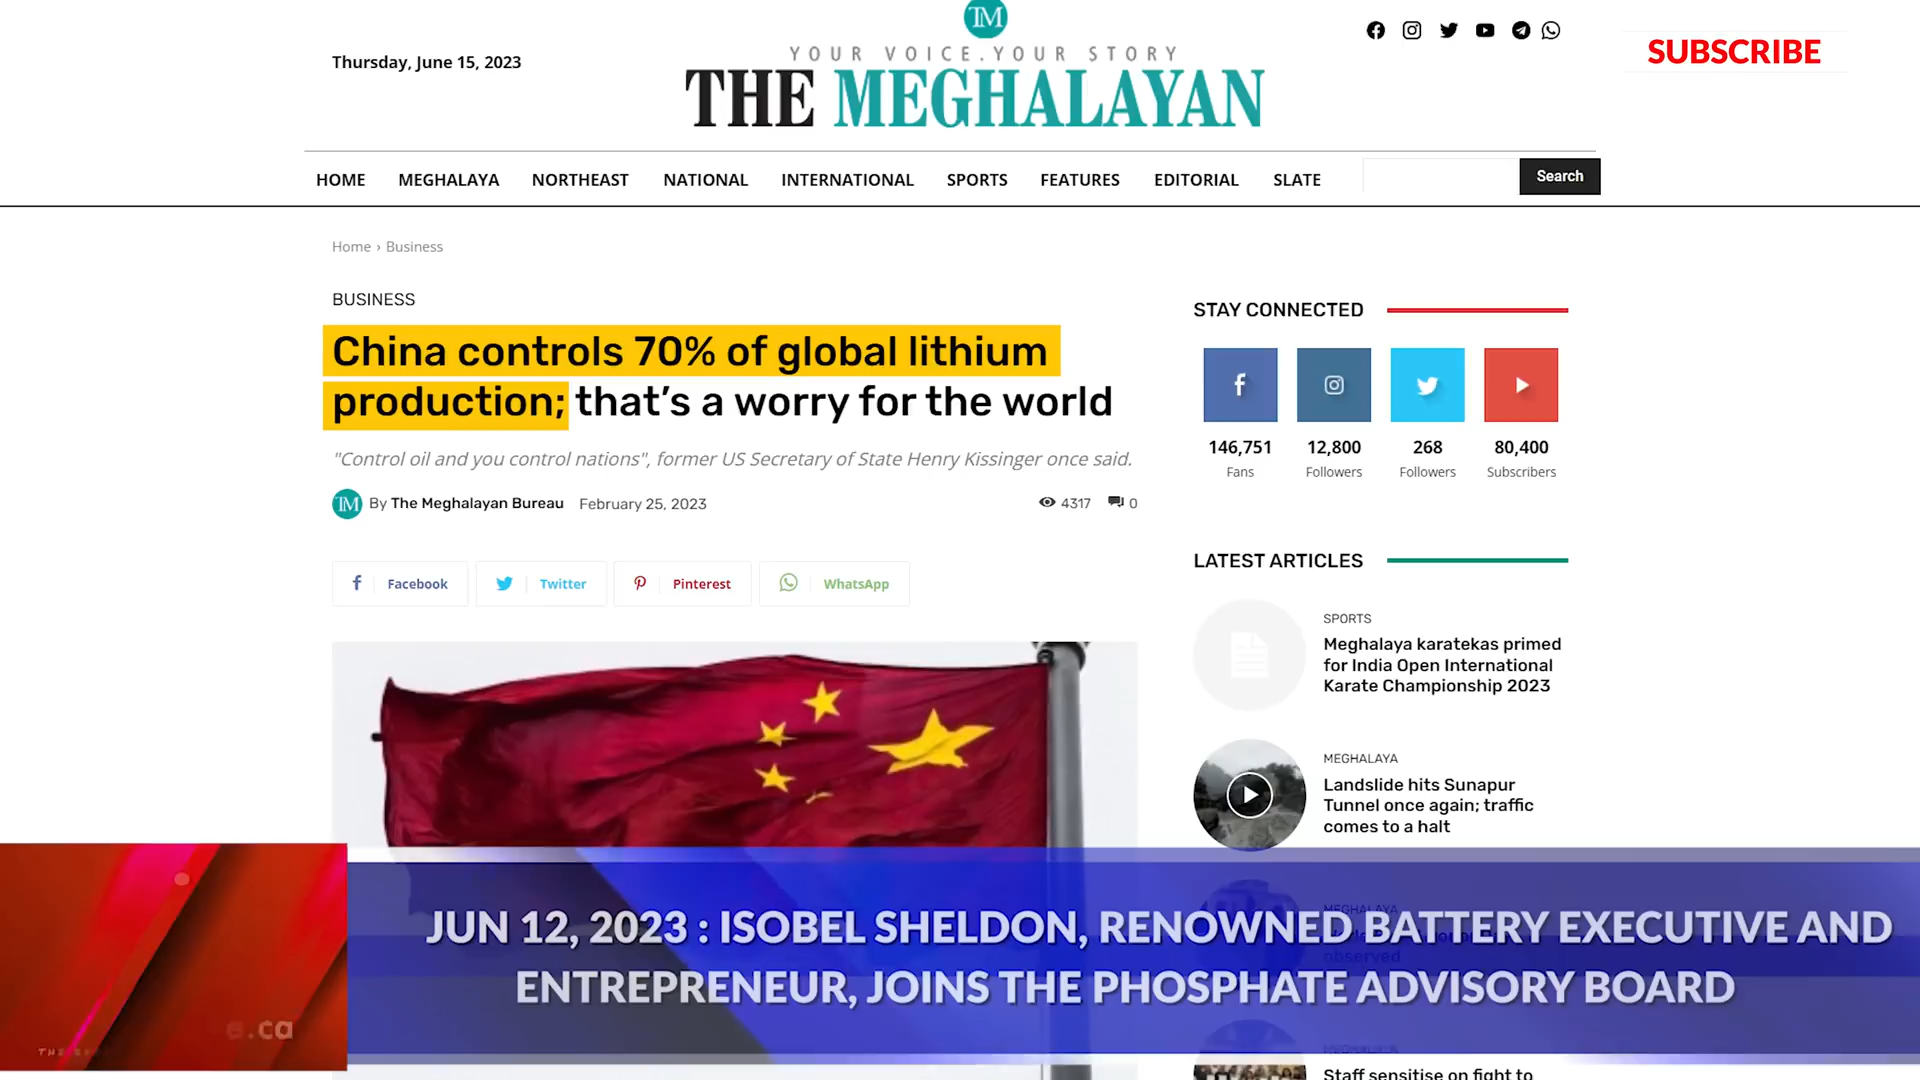 TM
YOUR VOICE.YOUR STORY
THE MEGHALAYAN
Thursday, June 15, 2023
SUBSCRIBE
HOME MEGHALAYA NORTHEAST NATIONAL INTERNATIONAL SPORTS FEATURES EDITORIAL SLATE Search
Home › Business
BUSINESS
China controls 70% of global lithium
production; that's a worry for the world
"Control oil and you control nations", former US Secretary of State Henry Kissinger once said.
TM By The Meghalayan Bureau February 25, 2023 4317 0
Facebook Twitter Pinterest WhatsApp
STAY CONNECTED
146,751 12,800 268 80,400
Fans Followers Followers Subscribers
LATEST ARTICLES
SPORTS
Meghalaya karatekas primed
for India Open International
Karate Championship 2023
MEGHALAYA
Landslide hits Sunapur
Tunnel once again; traffic
comes to a halt
MEGHALAYA
observed
MEGHALAYA
Staff sensitise on fight to
JUN 12, 2023 : ISOBEL SHELDON, RENOWNED BATTERY EXECUTIVE AND
ENTREPRENEUR, JOINS THE PHOSPHATE ADVISORY BOARD
e.ca